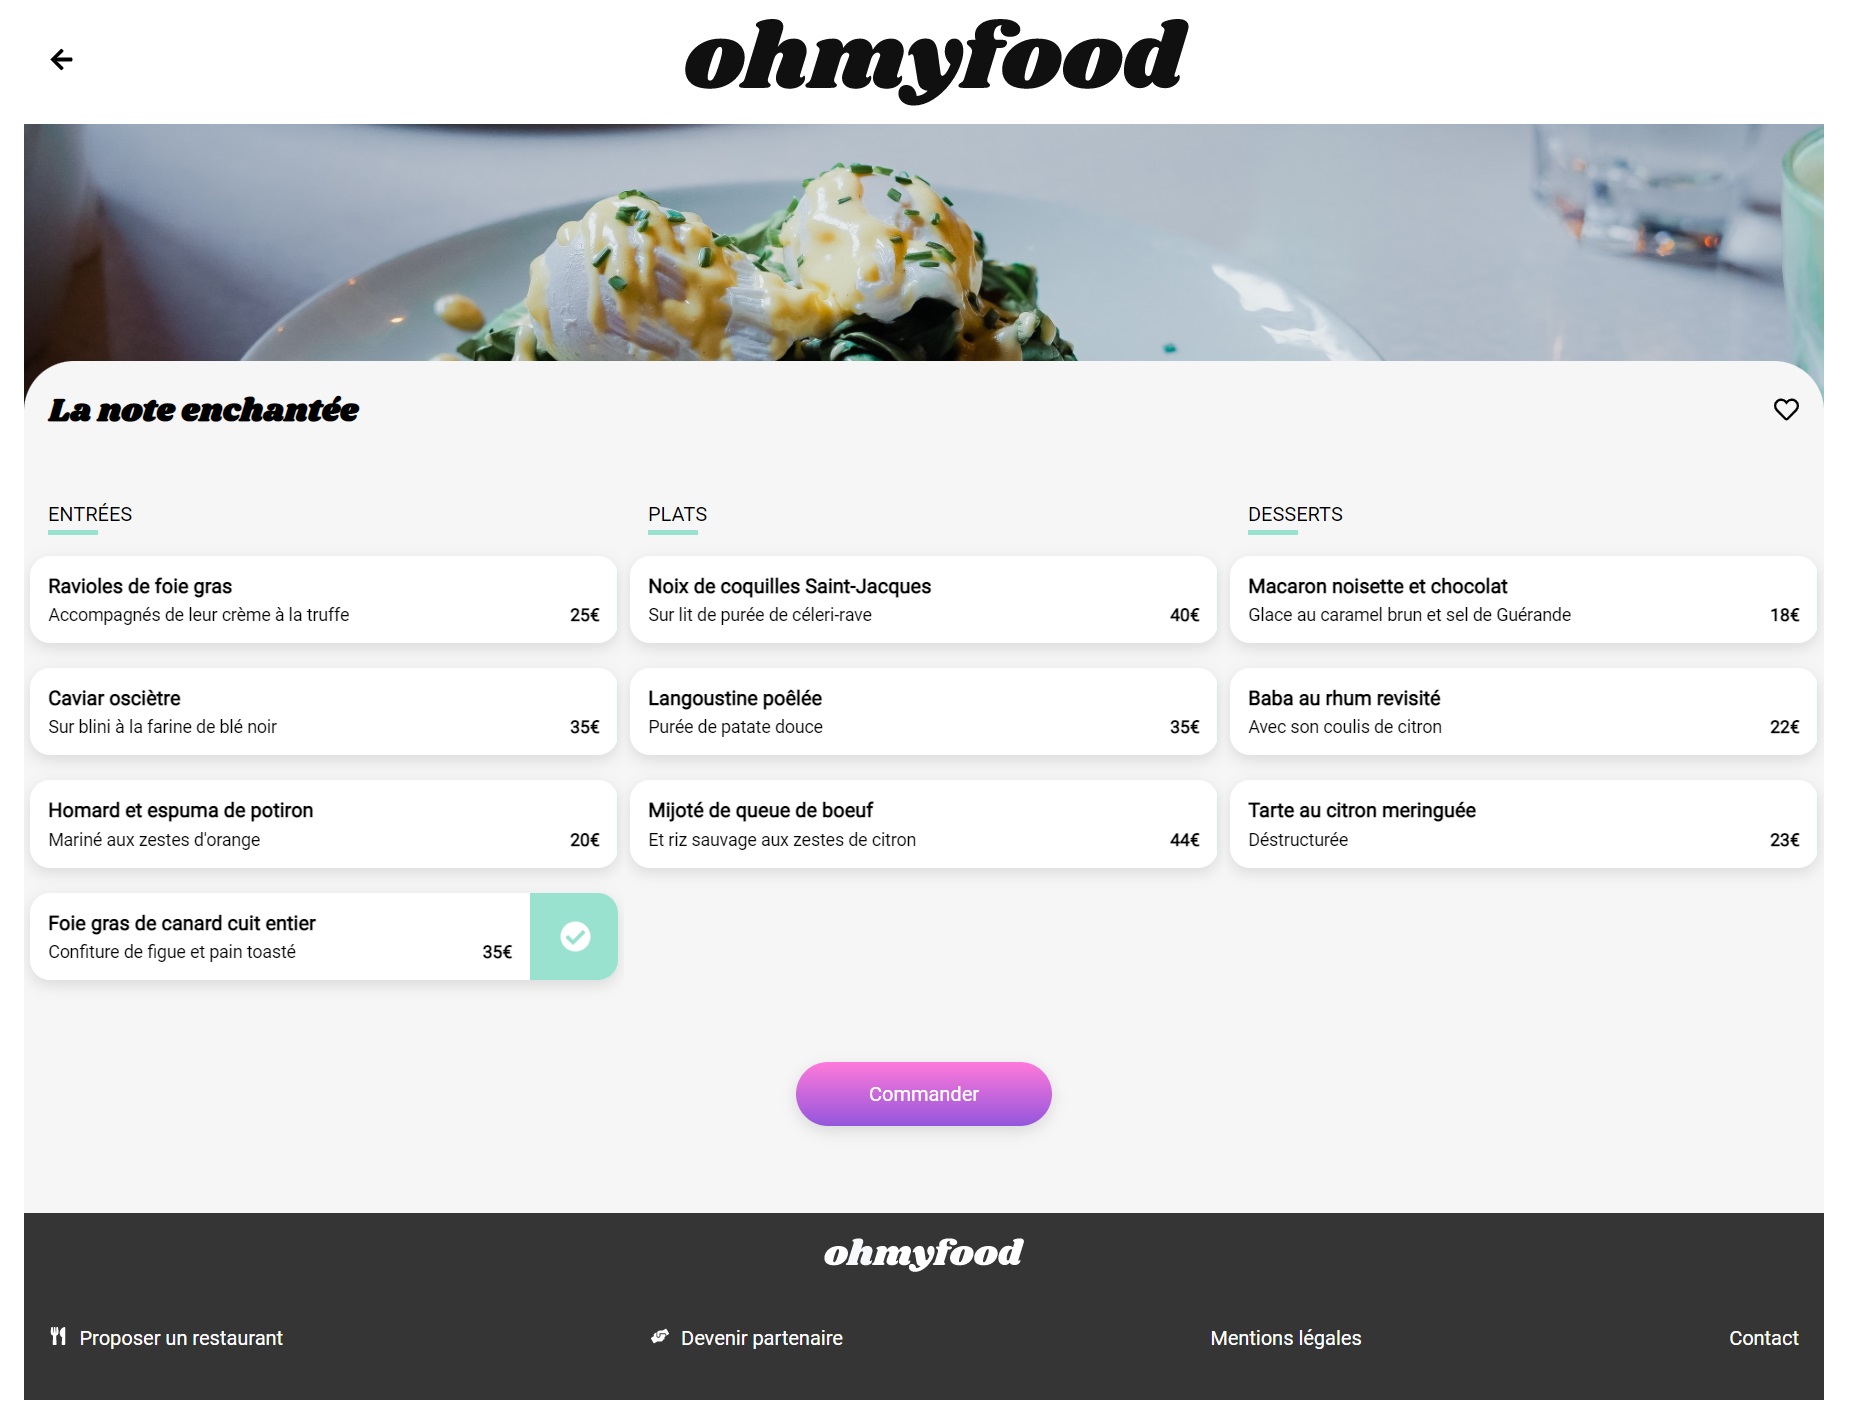 ohmyfood
La note enchantée
ENTRÉES
Ravioles de foie gras
Accompagnés de leur crème à la truffe 25€
Caviar osciètre
Sur blini à la farine de blé noir 35€
Homard et espuma de potiron
Mariné aux zestes d'orange 20€
Foie gras de canard cuit entier
Confiture de figue et pain toasté 35€
PLATS
Noix de coquilles Saint-Jacques
Sur lit de purée de céleri-rave 40€
Langoustine poêlée
Purée de patate douce 35€
Mijoté de queue de boeuf
Et riz sauvage aux zestes de citron 44€
DESSERTS
Macaron noisette et chocolat
Glace au caramel brun et sel de Guérande 18€
Baba au rhum revisité
Avec son coulis de citron 22€
Tarte au citron meringuée
Déstructurée 23€
Commander
ohmyfood
Proposer un restaurant
Devenir partenaire
Mentions légales
Contact